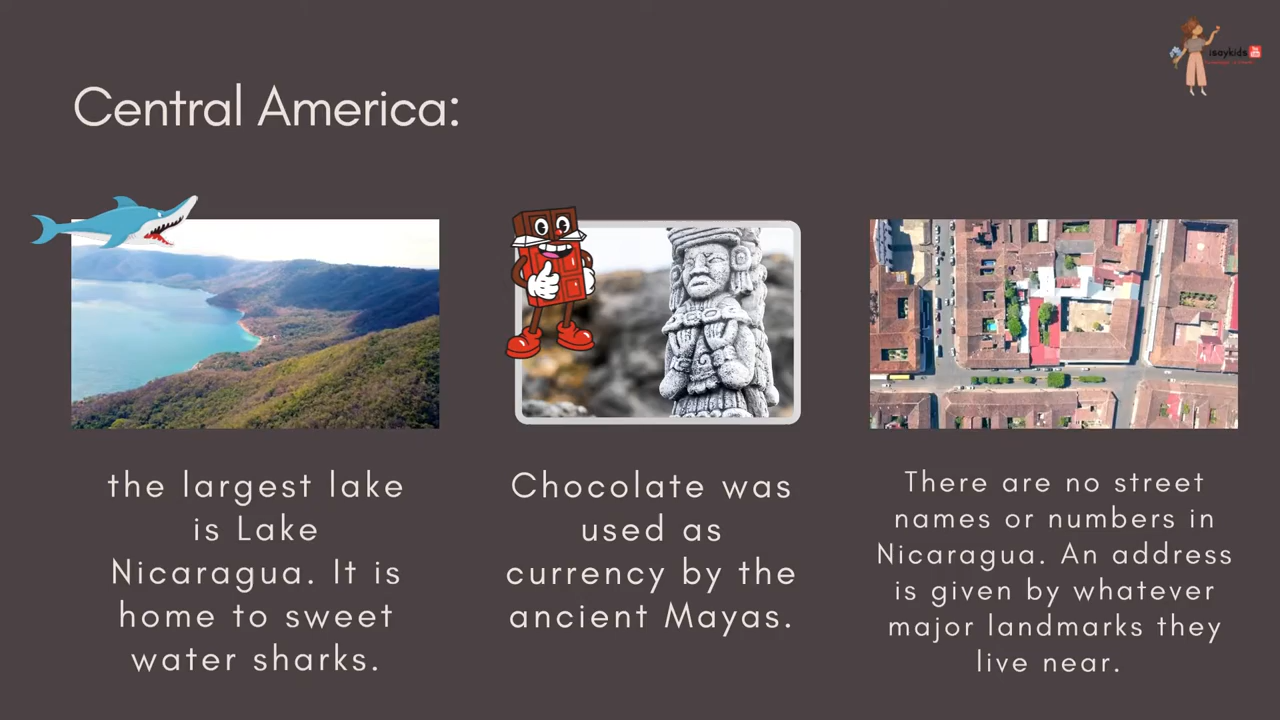 isaykids
Central America:
the largest lake
is Lake
Nicaragua. It is
home to sweet
water sharks.
Chocolate was
used as
currency by the
ancient Mayas.
There are no street
names or numbers in
Nicaragua. An address
is given by whatever
major landmarks they
live near.